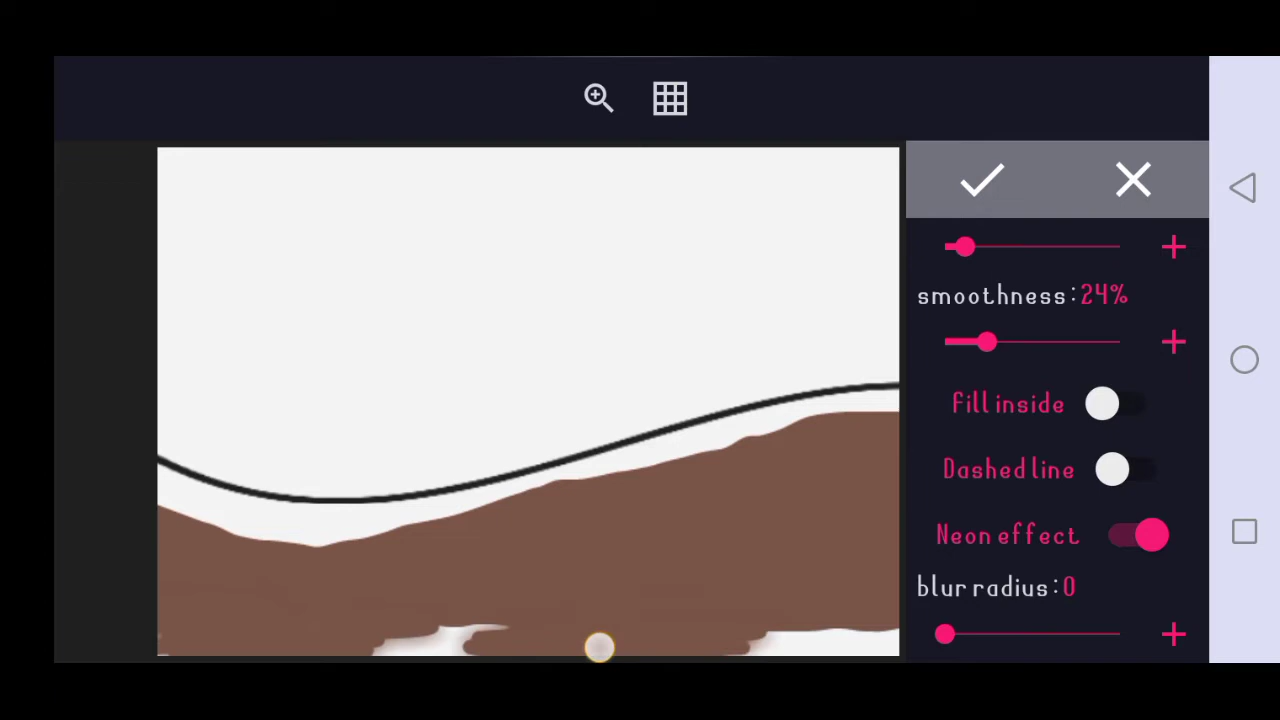 smoothness:24%
Fill inside
Dashed line
Neon effect
blur radius:0